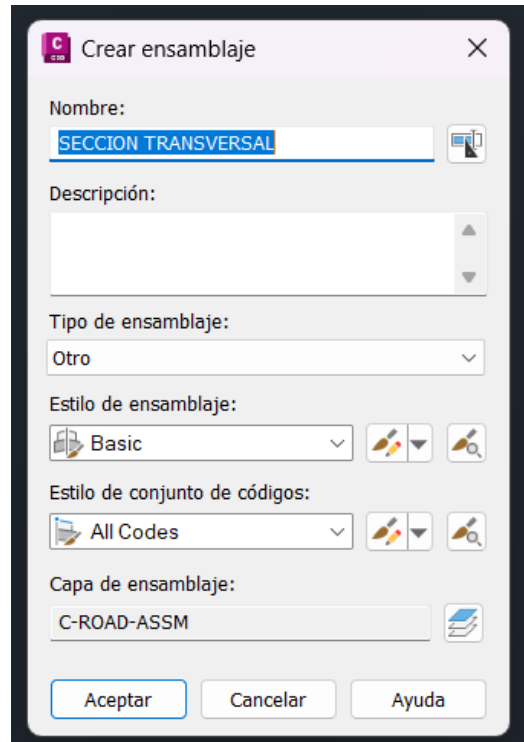 C
C3D
Crear ensamblaje
Nombre:
SECCION TRANSVERSAL
Descripción:
Tipo de ensamblaje:
Otro
Estilo de ensamblaje:
Basic
Estilo de conjunto de códigos:
All Codes
Capa de ensamblaje:
C-ROAD-ASSM
Aceptar Cancelar Ayuda